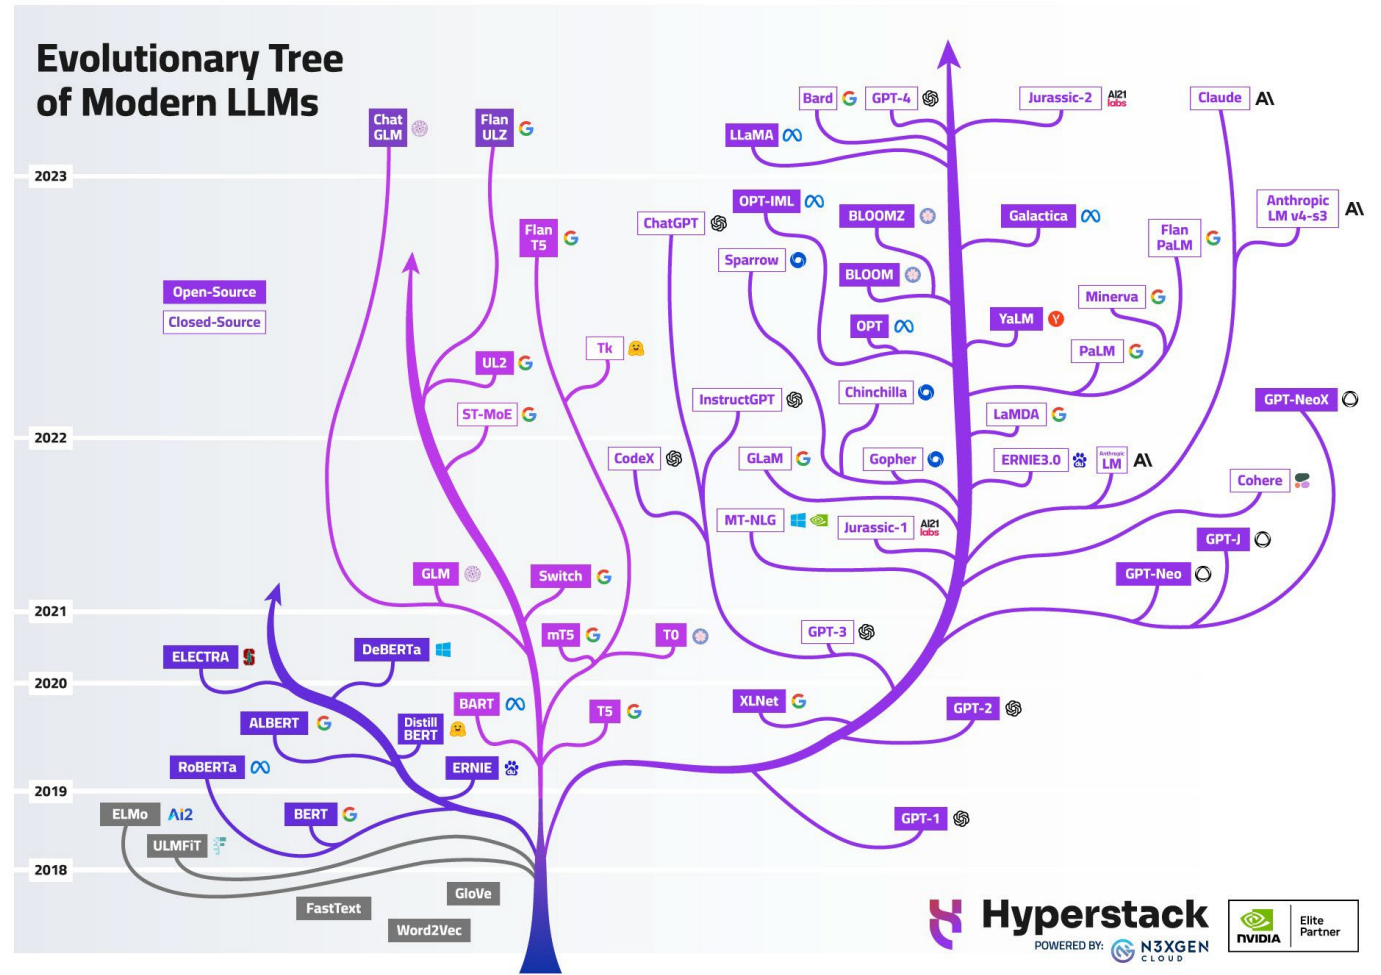 Evolutionary Tree
of Modern LLMs
Chat
GLM
Flan
ULZ
Bard
GPT-4
Jurassic-2
AI21
labs
Claude
A\
LLaMA
2023
OPT-IML
BLOOMZ
Galactica
Anthropic
LM v4-s3
A\
ChatGPT
Flan
T5
Flan
PaLM
Sparrow
BLOOM
Open-Source
Closed-Source
Minerva
OPT
YaLM
Y
Tk
PaLM
UL2
Chinchilla
InstructGPT
GPT-NeoX
ST-MoE
LaMDA
2022
CodeX
GLaM
Gopher
ERNIE3.0
Anthropic
LM
A\
Cohere
MT-NLG
Jurassic-1
AI21
labs
GPT-J
GLM
Switch
GPT-Neo
2021
mT5
T0
GPT-3
ELECTRA
DeBERTa
2020
BART
T5
XLNet
GPT-2
ALBERT
Distill
BERT
RoBERTa
ERNIE
2019
ELMo
Ai2
BERT
GPT-1
ULMFiT
2018
GloVe
FastText
Word2Vec
Hyperstack
POWERED BY:
N3XGEN
CLOUD
NVIDIA
Elite
Partner